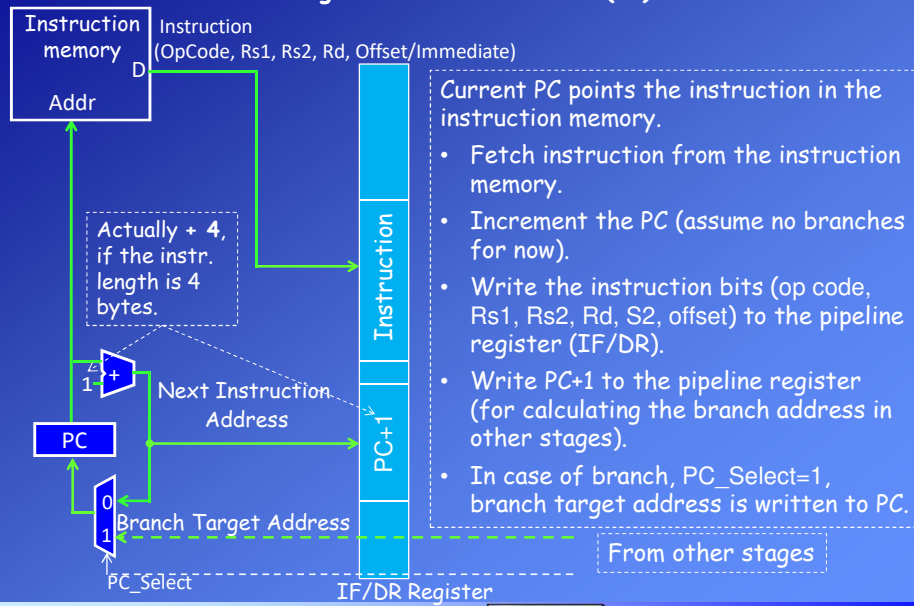 Instruction
memory
D
Addr
Instruction
(OpCode, Rs1, Rs2, Rd, Offset/Immediate)
Actually + 4,
if the instr.
length is 4
bytes.
1
+
Next Instruction
Address
PC
0
1
Branch Target Address
PC_Select
Instruction
PC+1
IF/DR Register
From other stages
Current PC points the instruction in the
instruction memory.
• Fetch instruction from the instruction
memory.
• Increment the PC (assume no branches
for now).
• Write the instruction bits (op code,
Rs1, Rs2, Rd, S2, offset) to the pipeline
register (IF/DR).
• Write PC+1 to the pipeline register
(for calculating the branch address in
other stages).
• In case of branch, PC_Select=1,
branch target address is written to PC.